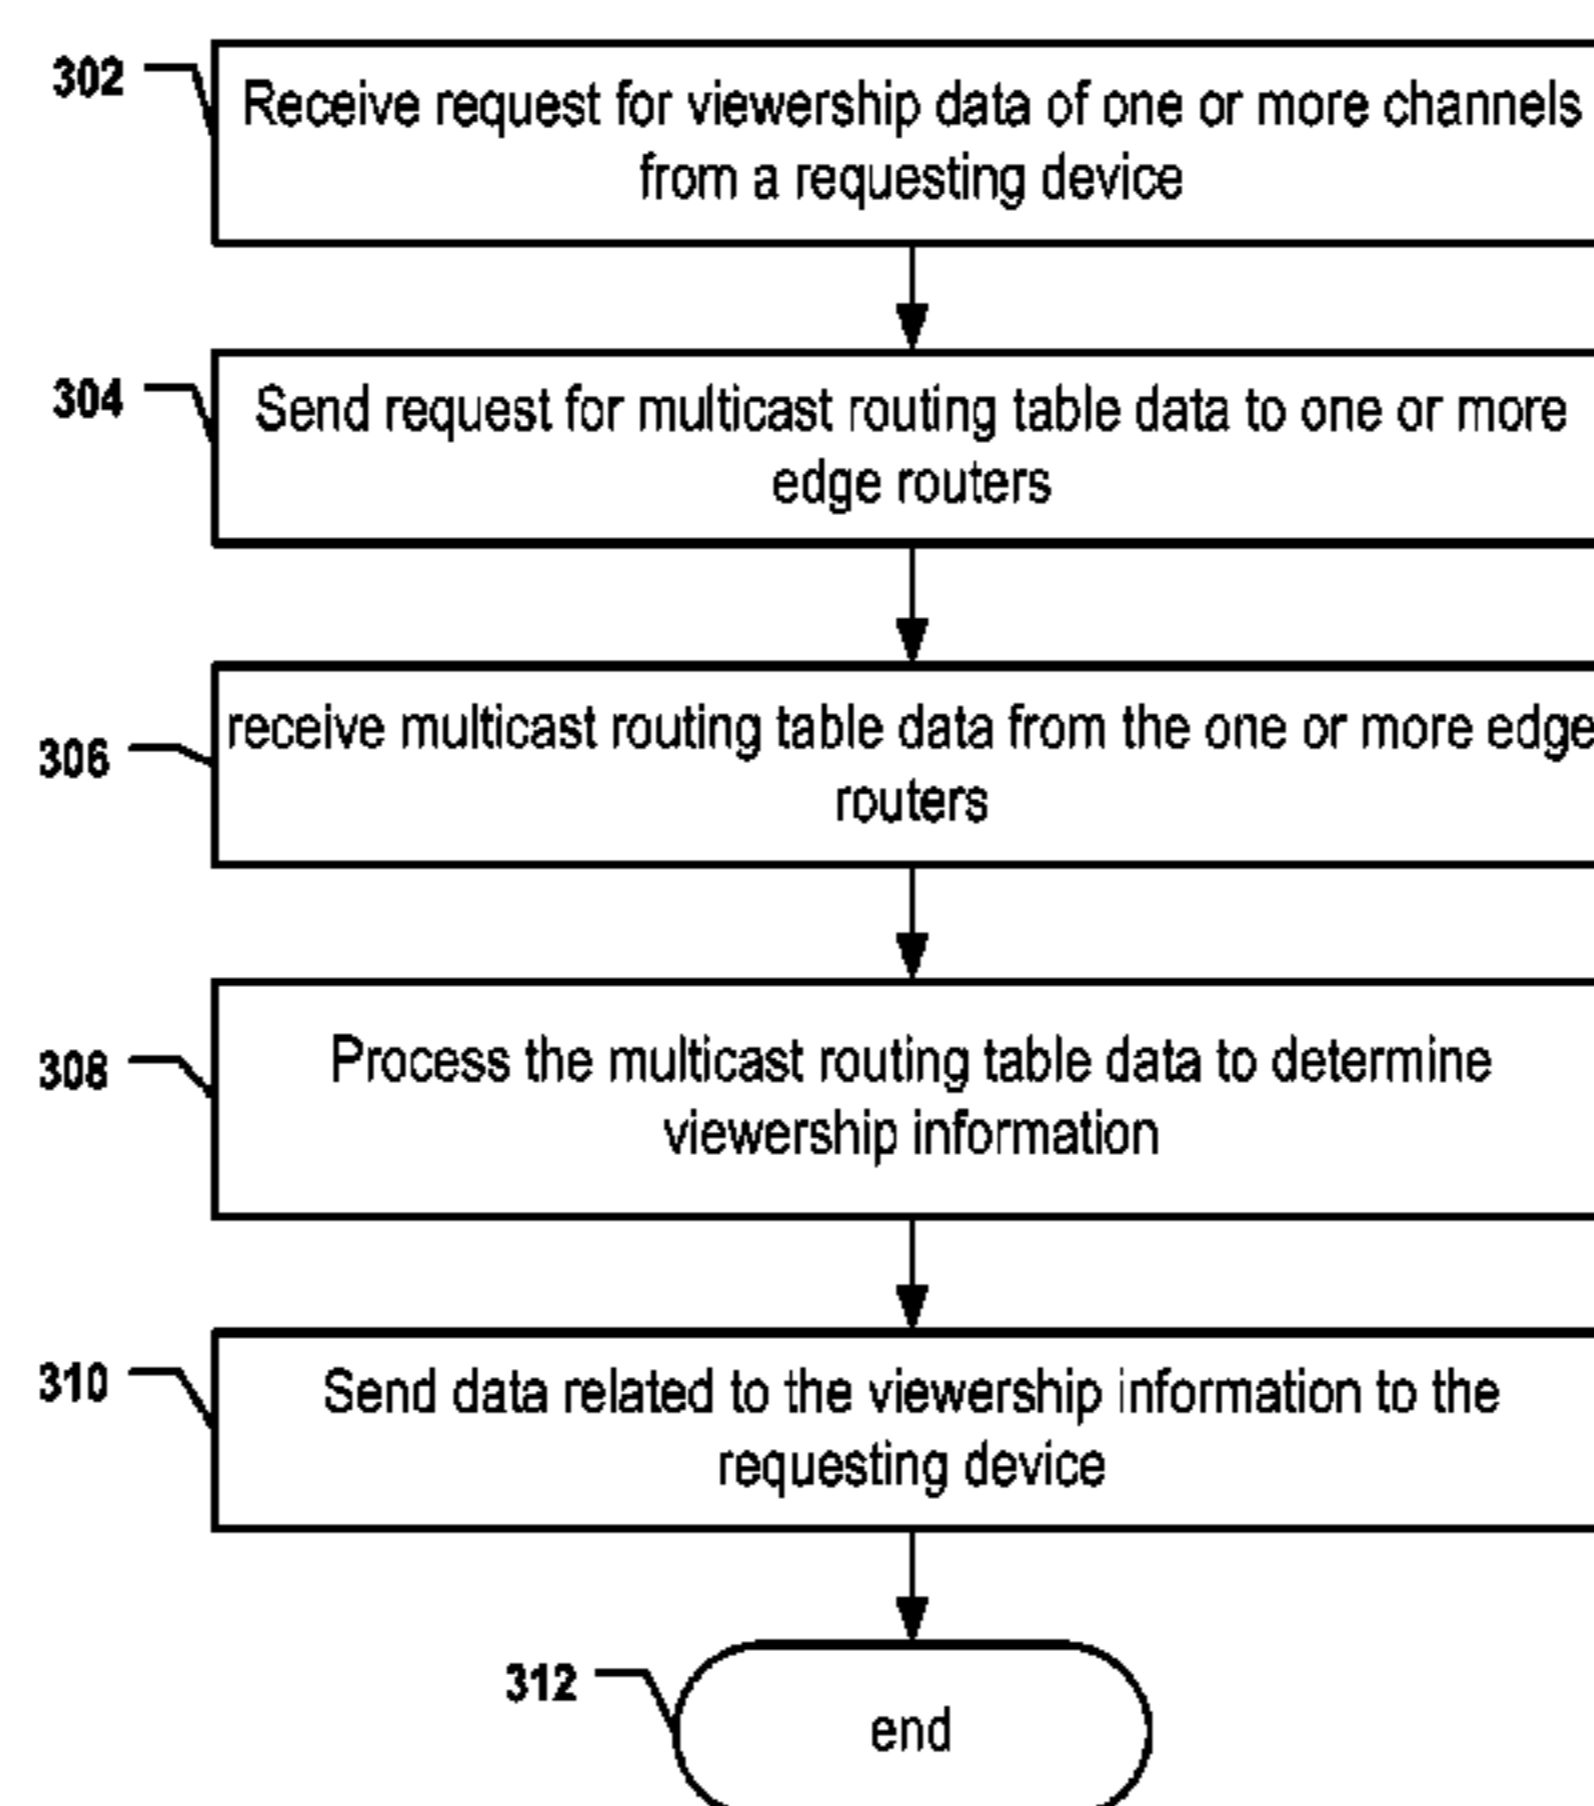 302
Receive request for viewership data of one or more channels
from a requesting device
304
Send request for multicast routing table data to one or more
edge routers
306
receive multicast routing table data from the one or more edge
routers
308
Process the multicast routing table data to determine
viewership information
310
Send data related to the viewership information to the
requesting device
312
end